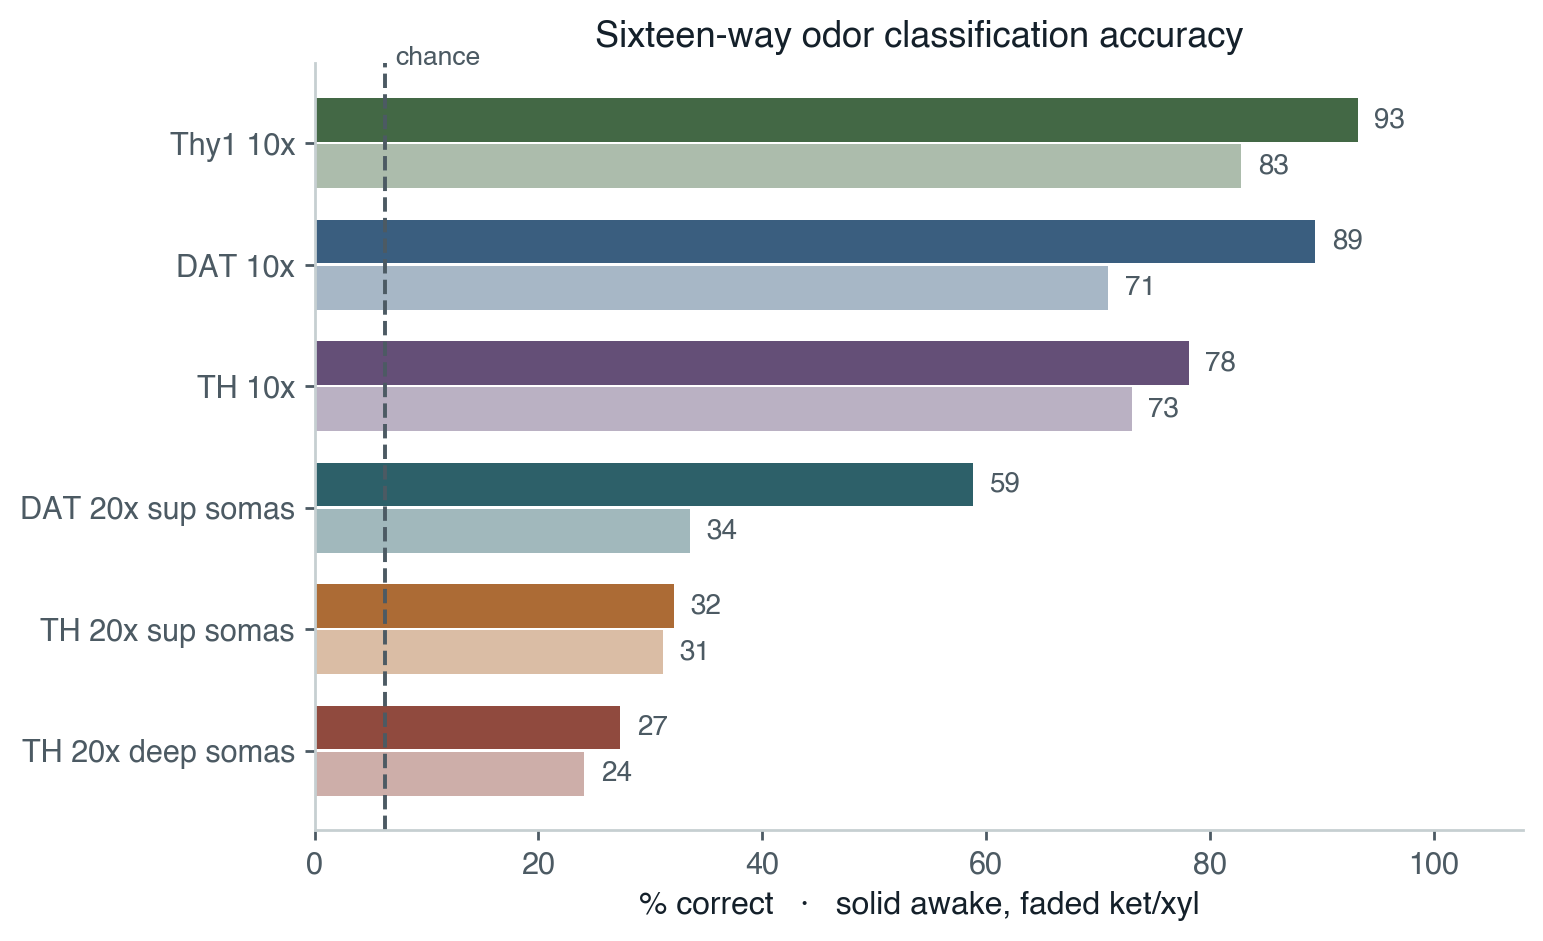 Sixteen-way odor classification accuracy
chance
Thy1 10x
93
83
DAT 10x
89
71
TH 10x
78
73
DAT 20x sup somas
59
34
TH 20x sup somas
32
31
TH 20x deep somas
27
24
0 20 40 60 80 100
% correct · solid awake, faded ket/xyl